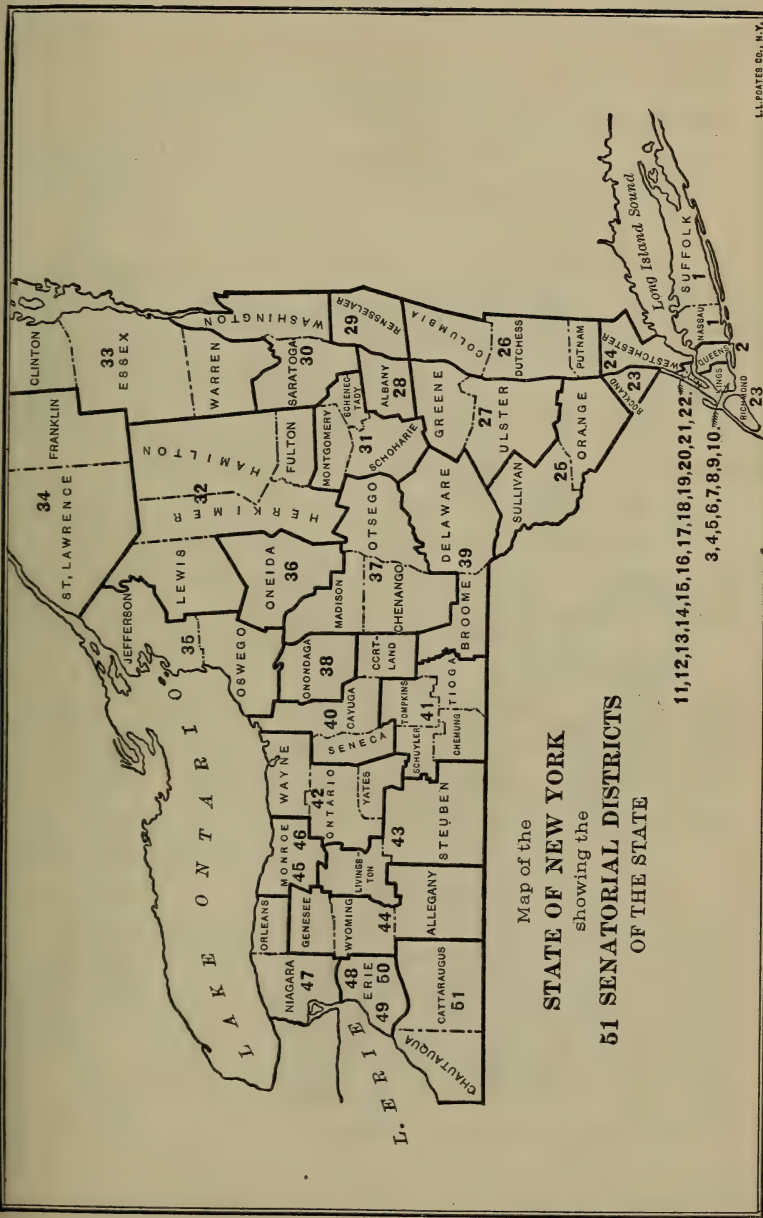 Map of the
STATE OF NEW YORK
showing the
51 SENATORIAL DISTRICTS
OF THE STATE
LAKE ONTARIO
L. ERIE
Long Island Sound
CLINTON
FRANKLIN
34
ST, LAWRENCE
33
ESSEX
JEFFERSON
LEWIS
HERKIMER
32
HAMILTON
WARREN
WASHINGTON
35
OSWEGO
ONEIDA
36
FULTON
SARATOGA
30
NIAGARA
47
ORLEANS
GENESEE
MONROE
45
46
WAYNE
42
ONTARIO
40
CAYUGA
SENECA
ONONDAGA
38
MADISON
MONTGOMERY
SCHENEC-
TADY
29
RENSSELAER
48
ERIE
49
50
WYOMING
44
LIVINGS-
TON
YATES
CORT-
LAND
37
CHENANGO
OTSEGO
31
SCHOHARIE
ALBANY
28
CHAUTAUQUA
CATTARAUGUS
51
ALLEGANY
43
STEUBEN
SCHUYLER
TOMPKINS
41
CHEMUNG
TIOGA
BROOME
39
DELAWARE
GREENE
COLUMBIA
27
ULSTER
26
DUTCHESS
SULLIVAN
25
ORANGE
PUTNAM
ROCKLAND
23
24
WESTCHESTER
11,12,13,14,15,16,17,18,19,20,21,22.
3,4,5,6,7,8,9,10.
KINGS
QUEENS
2
NASSAU
1
SUFFOLK
1
RICHMOND
23
L.L.POATES CO., N.Y.